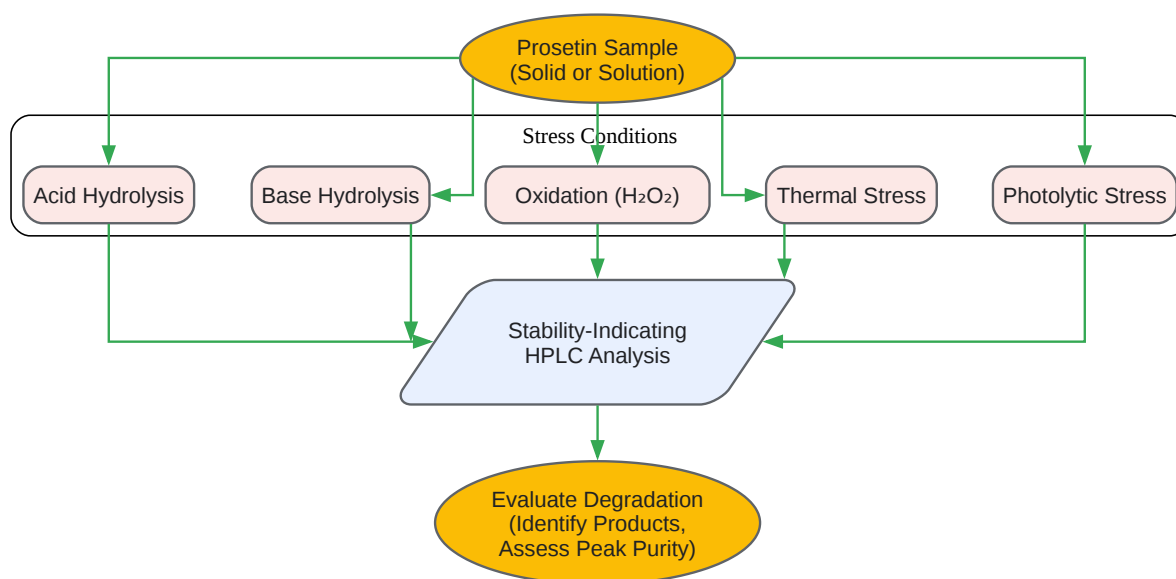 Prosetin Sample
(Solid or Solution)
Stress Conditions
Acid Hydrolysis
Base Hydrolysis
Oxidation (H₂O₂)
Thermal Stress
Photolytic Stress
Stability-Indicating
HPLC Analysis
Evaluate Degradation
(Identify Products,
Assess Peak Purity)